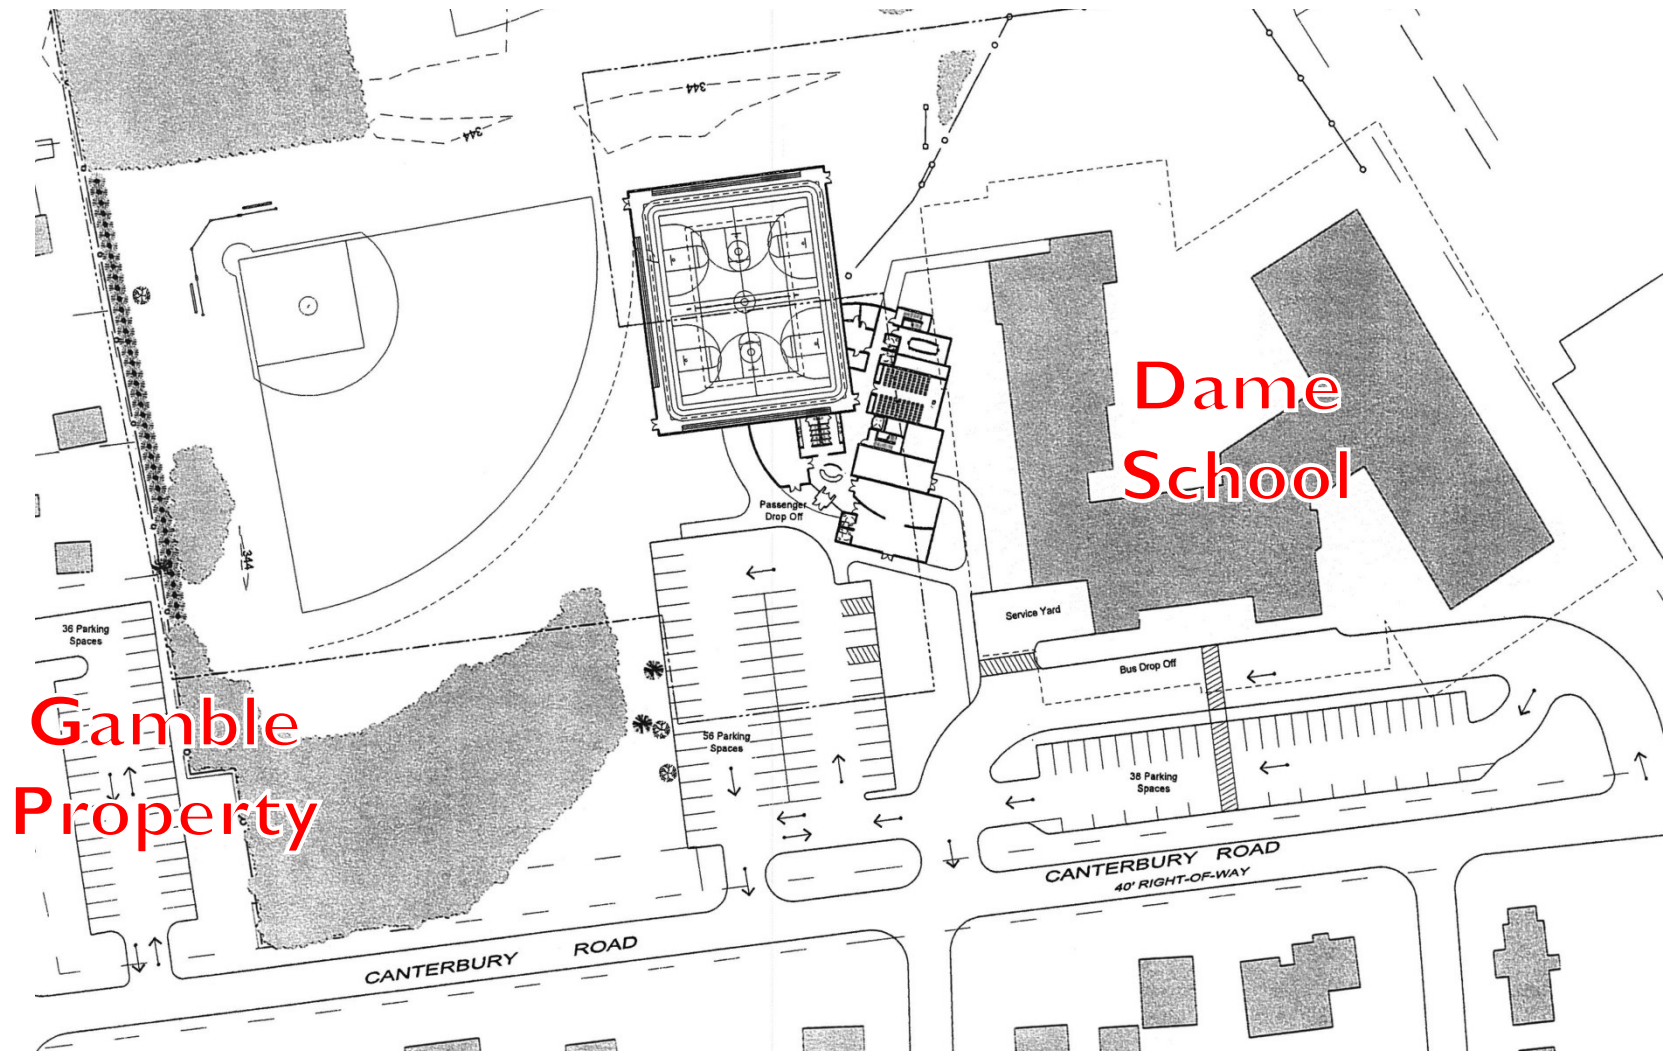 344
344
Dame
School
Passenger
Drop Off
344
Service Yard
36 Parking
Spaces
Bus Drop Off
Gamble
Property
56 Parking
Spaces
38 Parking
Spaces
CANTERBURY ROAD
40' RIGHT-OF-WAY
CANTERBURY ROAD